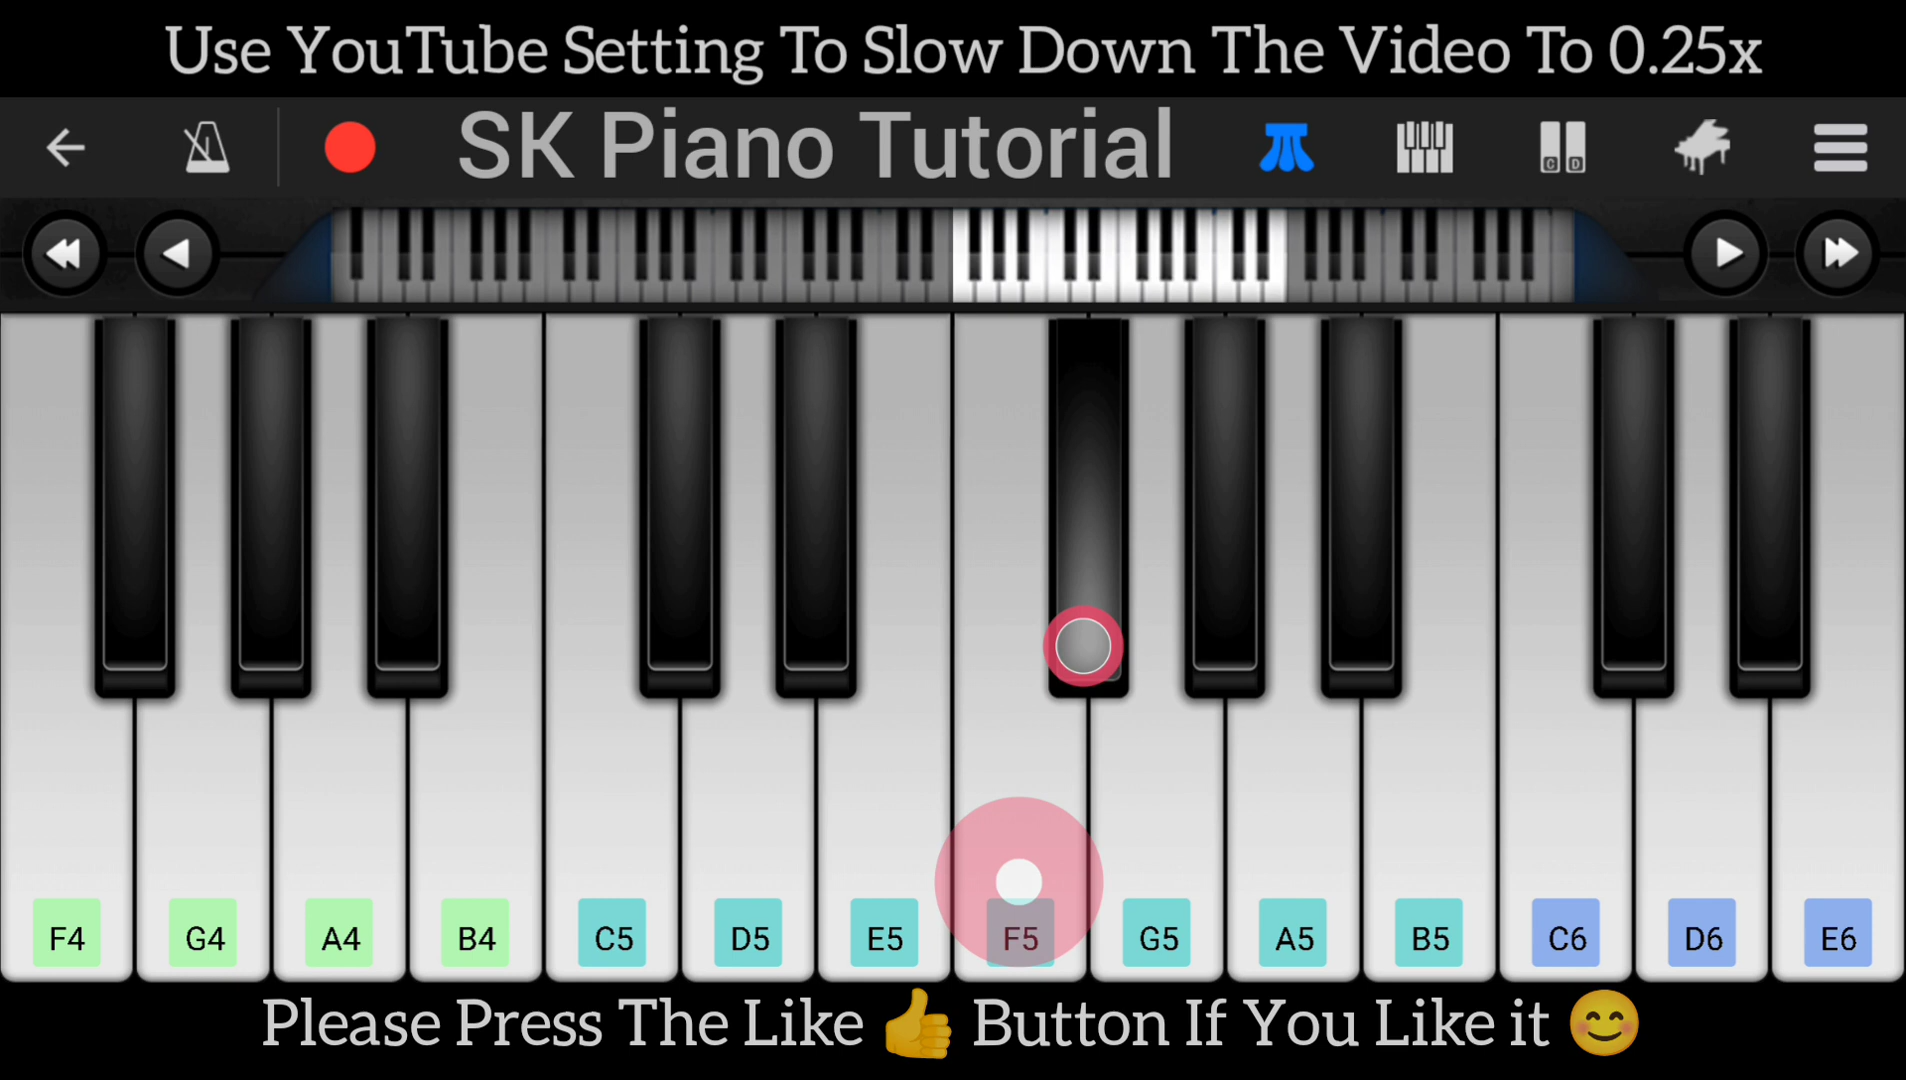 Use YouTube Setting To Slow Down The Video To 0.25x
SK Piano Tutorial
C D
F4 G4 A4 B4 C5 D5 E5 F5 G5 A5 B5 C6 D6 E6
Please Press The Like 👍 Button If You Like it 😊